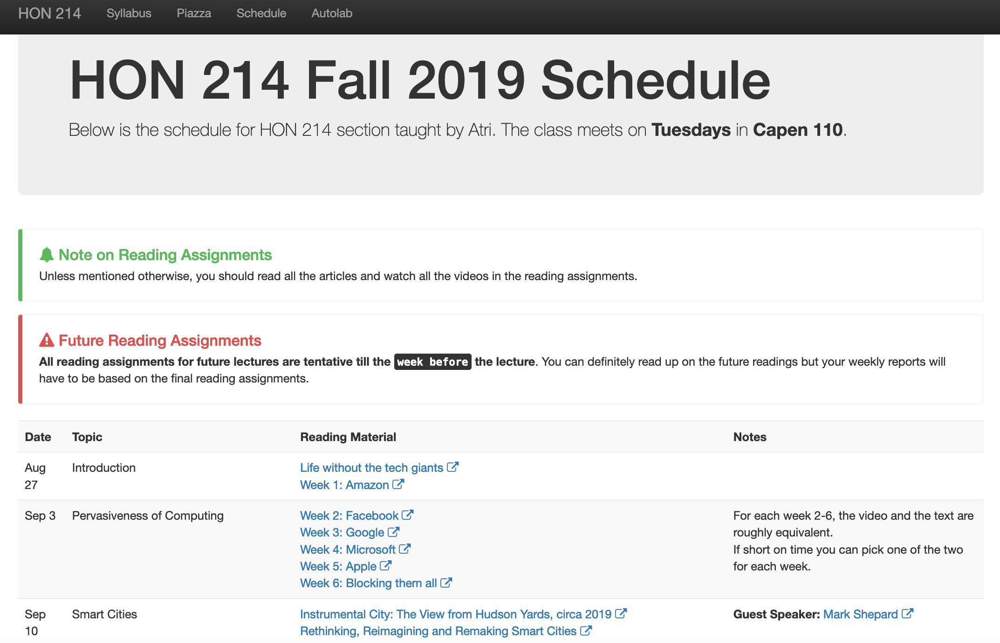 HON 214 Syllabus Piazza Schedule Autolab
HON 214 Fall 2019 Schedule
Below is the schedule for HON 214 section taught by Atri. The class meets on Tuesdays in Capen 110.
Note on Reading Assignments
Unless mentioned otherwise, you should read all the articles and watch all the videos in the reading assignments.
Future Reading Assignments
All reading assignments for future lectures are tentative till the week before the lecture. You can definitely read up on the future readings but your weekly reports will
have to be based on the final reading assignments.
Date Topic Reading Material Notes
Aug Introduction Life without the tech giants
27 Week 1: Amazon
Sep 3 Pervasiveness of Computing Week 2: Facebook For each week 2-6, the video and the text are
Week 3: Google roughly equivalent.
Week 4: Microsoft If short on time you can pick one of the two
Week 5: Apple for each week.
Week 6: Blocking them all
Sep Smart Cities Instrumental City: The View from Hudson Yards, circa 2019 Guest Speaker: Mark Shepard
10 Rethinking, Reimagining and Remaking Smart Cities